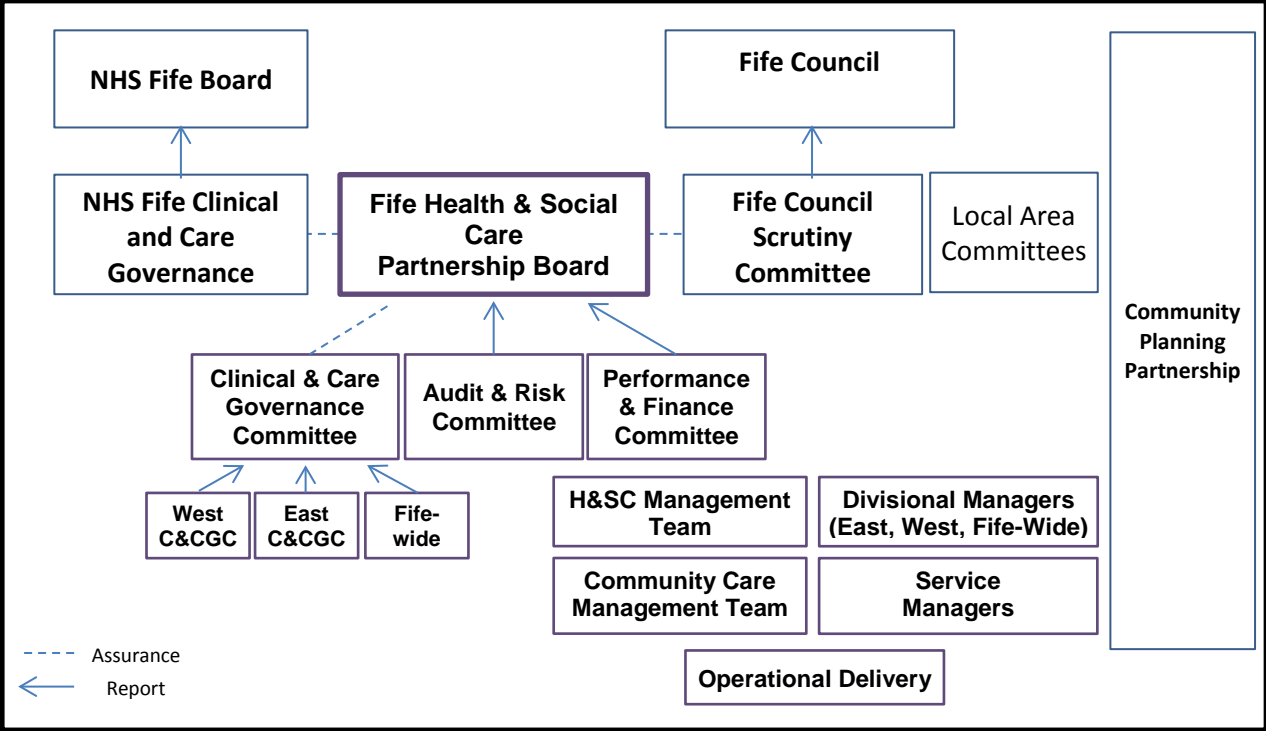 NHS Fife Board
Fife Council
NHS Fife Clinical
and Care
Governance
Fife Health & Social
Care
Partnership Board
Fife Council
Scrutiny
Committee
Local Area
Committees
Community
Planning
Partnership
Clinical & Care
Governance
Committee
Audit & Risk
Committee
Performance
& Finance
Committee
West
C&CGC
East
C&CGC
Fife-
wide
H&SC Management
Team
Divisional Managers
(East, West, Fife-Wide)
Community Care
Management Team
Service
Managers
Operational Delivery
Assurance
Report